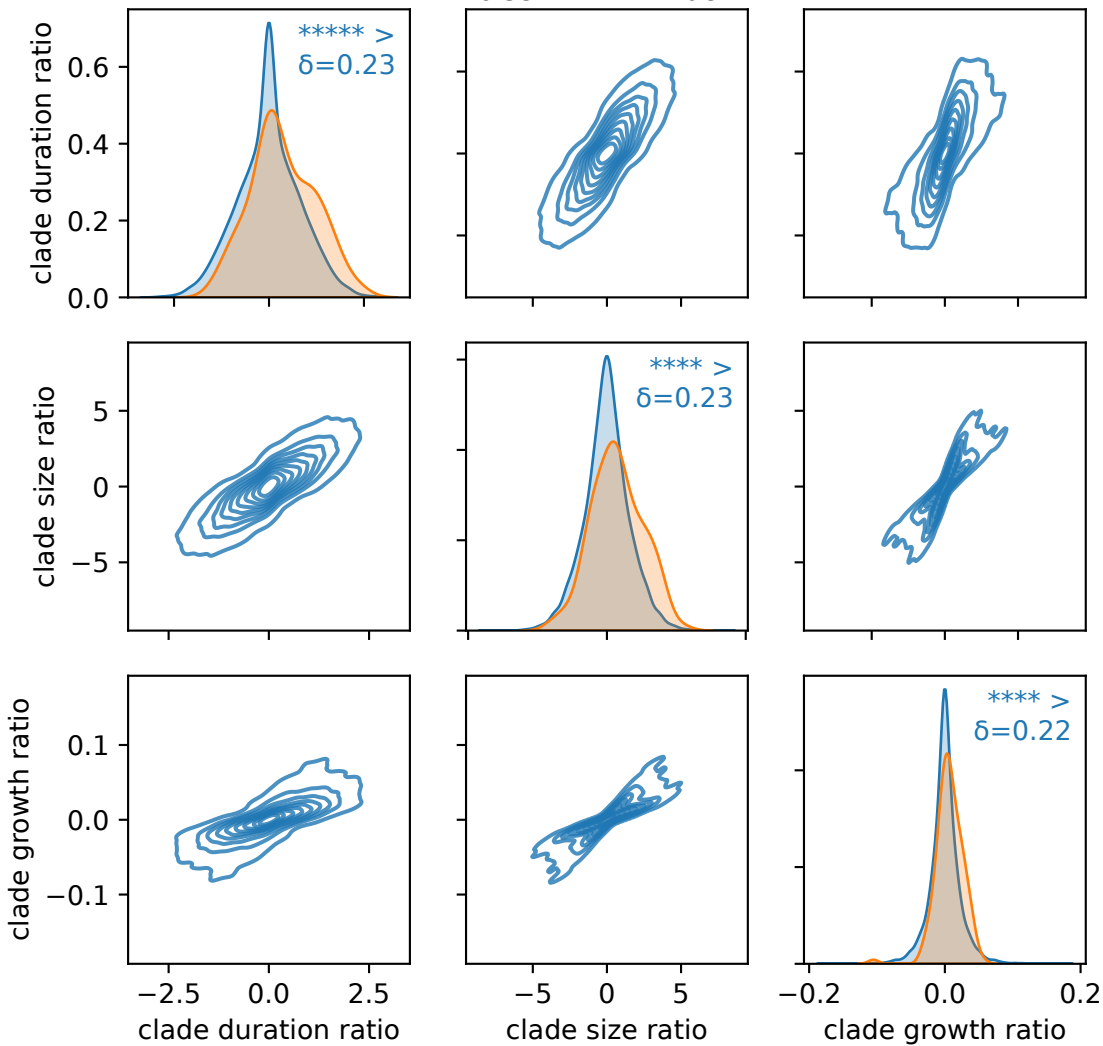 clade duration ratio
0.6
0.4
0.2
0.0
***** >
δ=0.23
clade size ratio
5
0
−5
**** >
δ=0.23
clade growth ratio
0.1
0.0
−0.1
**** >
δ=0.22
−2.5
0.0
2.5
−5
0
5
−0.2
0.0
0.2
clade duration ratio
clade size ratio
clade growth ratio